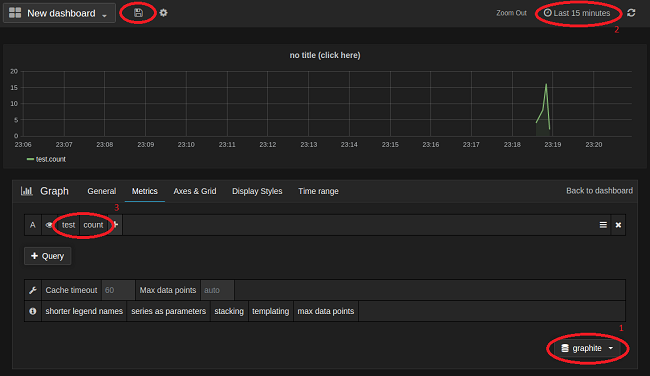 New dashboard
Zoom Out
Last 15 minutes
2
no title (click here)
20
15
10
5
0
23:06 23:07 23:08 23:09 23:10 23:11 23:12 23:13 23:14 23:15 23:16 23:17 23:18 23:19 23:20
test.count
Graph General Metrics Axes & Grid Display Styles Time range Back to dashboard
3
A test count
Query
Cache timeout 60 Max data points auto
shorter legend names series as parameters stacking templating max data points
1
graphite